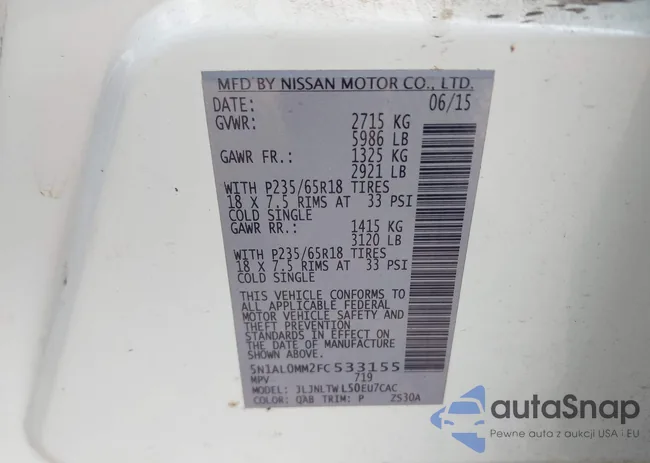 MFD BY NISSAN MOTOR CO., LTD.
DATE: 06/15
GVWR: 2715 KG
5986 LB
GAWR FR.: 1325 KG
2921 LB
WITH P235/65R18 TIRES
18 X 7.5 RIMS AT 33 PSI
COLD SINGLE
GAWR RR.: 1415 KG
3120 LB
WITH P235/65R18 TIRES
18 X 7.5 RIMS AT 33 PSI
COLD SINGLE
THIS VEHICLE CONFORMS TO
ALL APPLICABLE FEDERAL
MOTOR VEHICLE SAFETY AND
THEFT PREVENTION
STANDARDS IN EFFECT ON
THE DATE OF MANUFACTURE
SHOWN ABOVE.
5N1AL0MM2FC533155
MPV 719
MODEL: JLJNLTWL50EU7CAC
COLOR: QAB TRIM: P ZS30A
autaSnap
Pewne auta z aukcji USA i EU